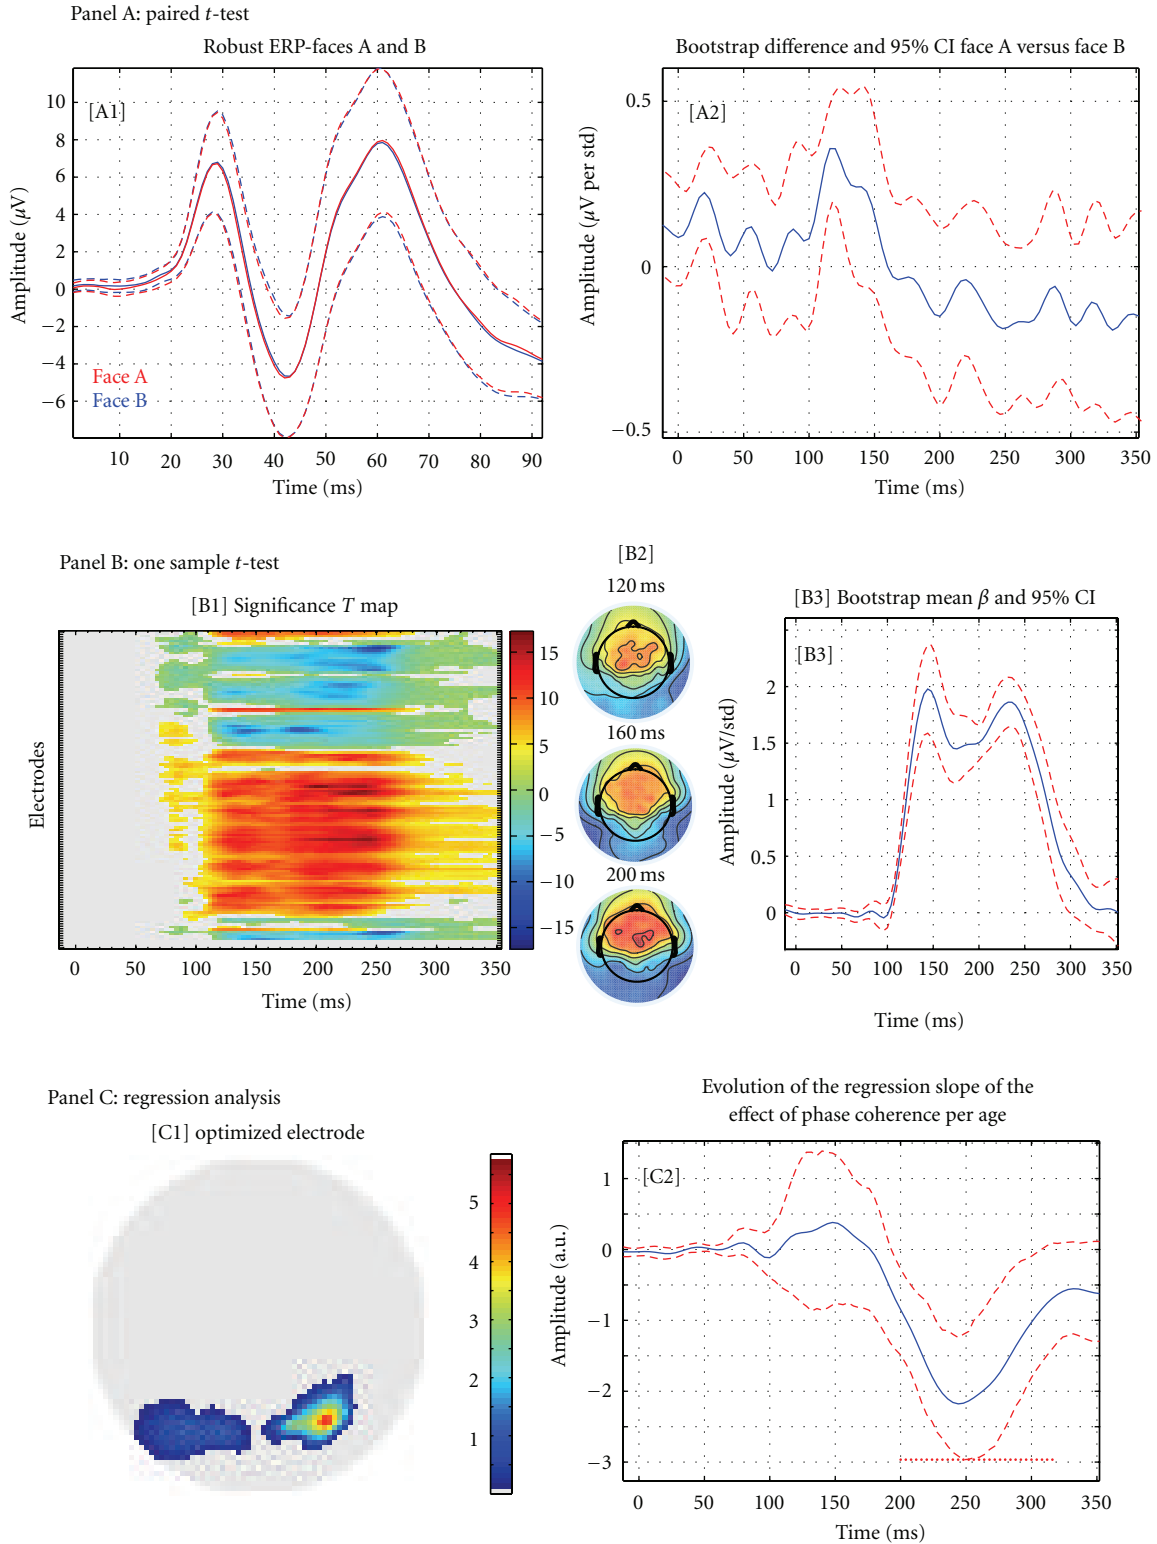 Panel A: paired t-test
Robust ERP-faces A and B
Bootstrap difference and 95% CI face A versus face B
[A1]
Amplitude (μV)
10
8
6
4
2
0
−2
−4
−6
Face A
Face B
10 20 30 40 50 60 70 80 90
Time (ms)
[A2]
Amplitude (μV per std)
0.5
0
−0.5
0 50 100 150 200 250 300 350
Time (ms)
Panel B: one sample t-test
[B1] Significance T map
Electrodes
0 50 100 150 200 250 300 350
Time (ms)
15
10
5
0
−5
−10
−15
[B2]
120 ms
160 ms
200 ms
[B3] Bootstrap mean β and 95% CI
[B3]
Amplitude (μV/std)
2
1.5
1
0.5
0
0 50 100 150 200 250 300 350
Time (ms)
Panel C: regression analysis
[C1] optimized electrode
5
4
3
2
1
Evolution of the regression slope of the
effect of phase coherence per age
[C2]
Amplitude (a.u.)
1
0
−1
−2
−3
0 50 100 150 200 250 300 350
Time (ms)